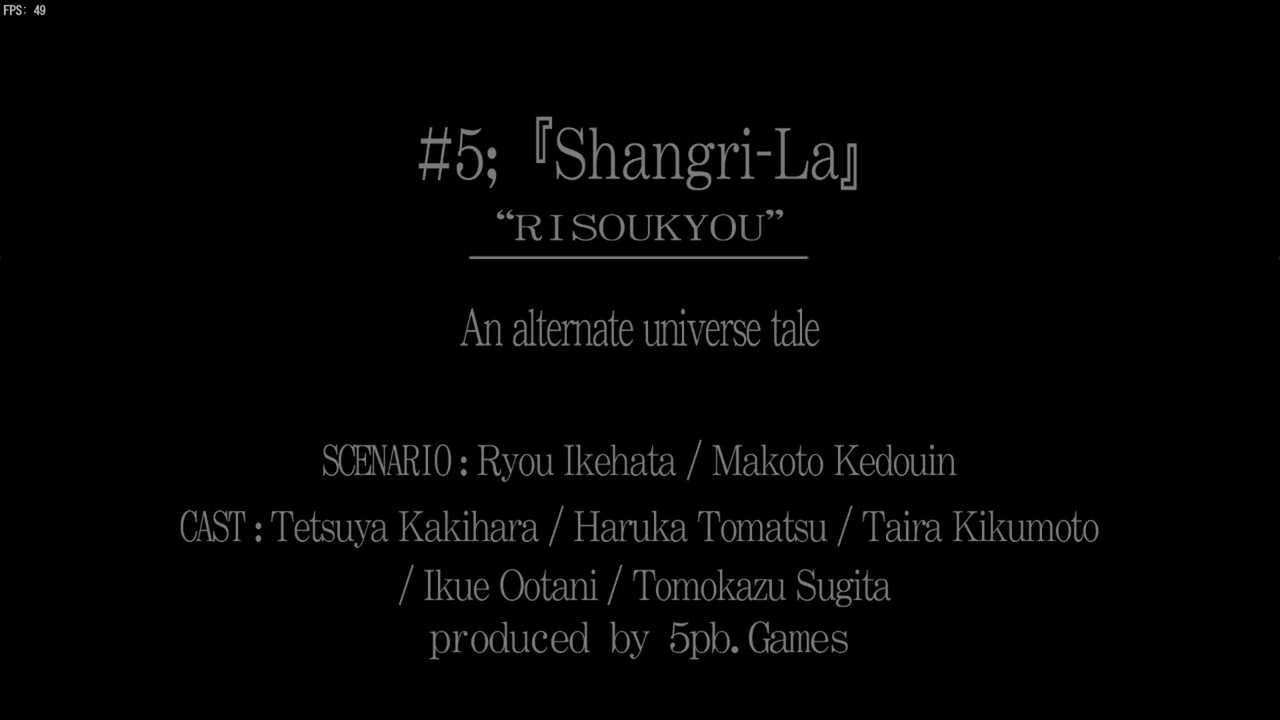 FPS: 49
#5; 『Shangri-La』
“RISOUKYOU”
An alternate universe tale
SCENARIO : Ryou Ikehata / Makoto Kedouin
CAST : Tetsuya Kakihara / Haruka Tomatsu / Taira Kikumoto
/ Ikue Ootani / Tomokazu Sugita
produced by 5pb. Games